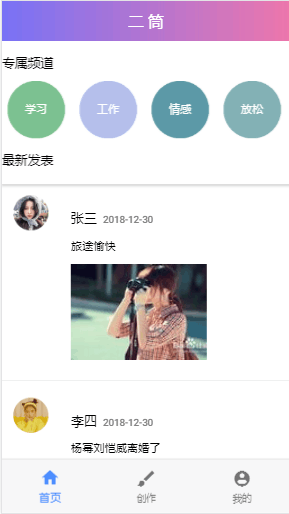 二筒
专属频道
学习 工作 情感 放松
最新发表
张三 2018-12-30
旅途愉快
李四 2018-12-30
杨幂刘恺威离婚了
首页 创作 我的